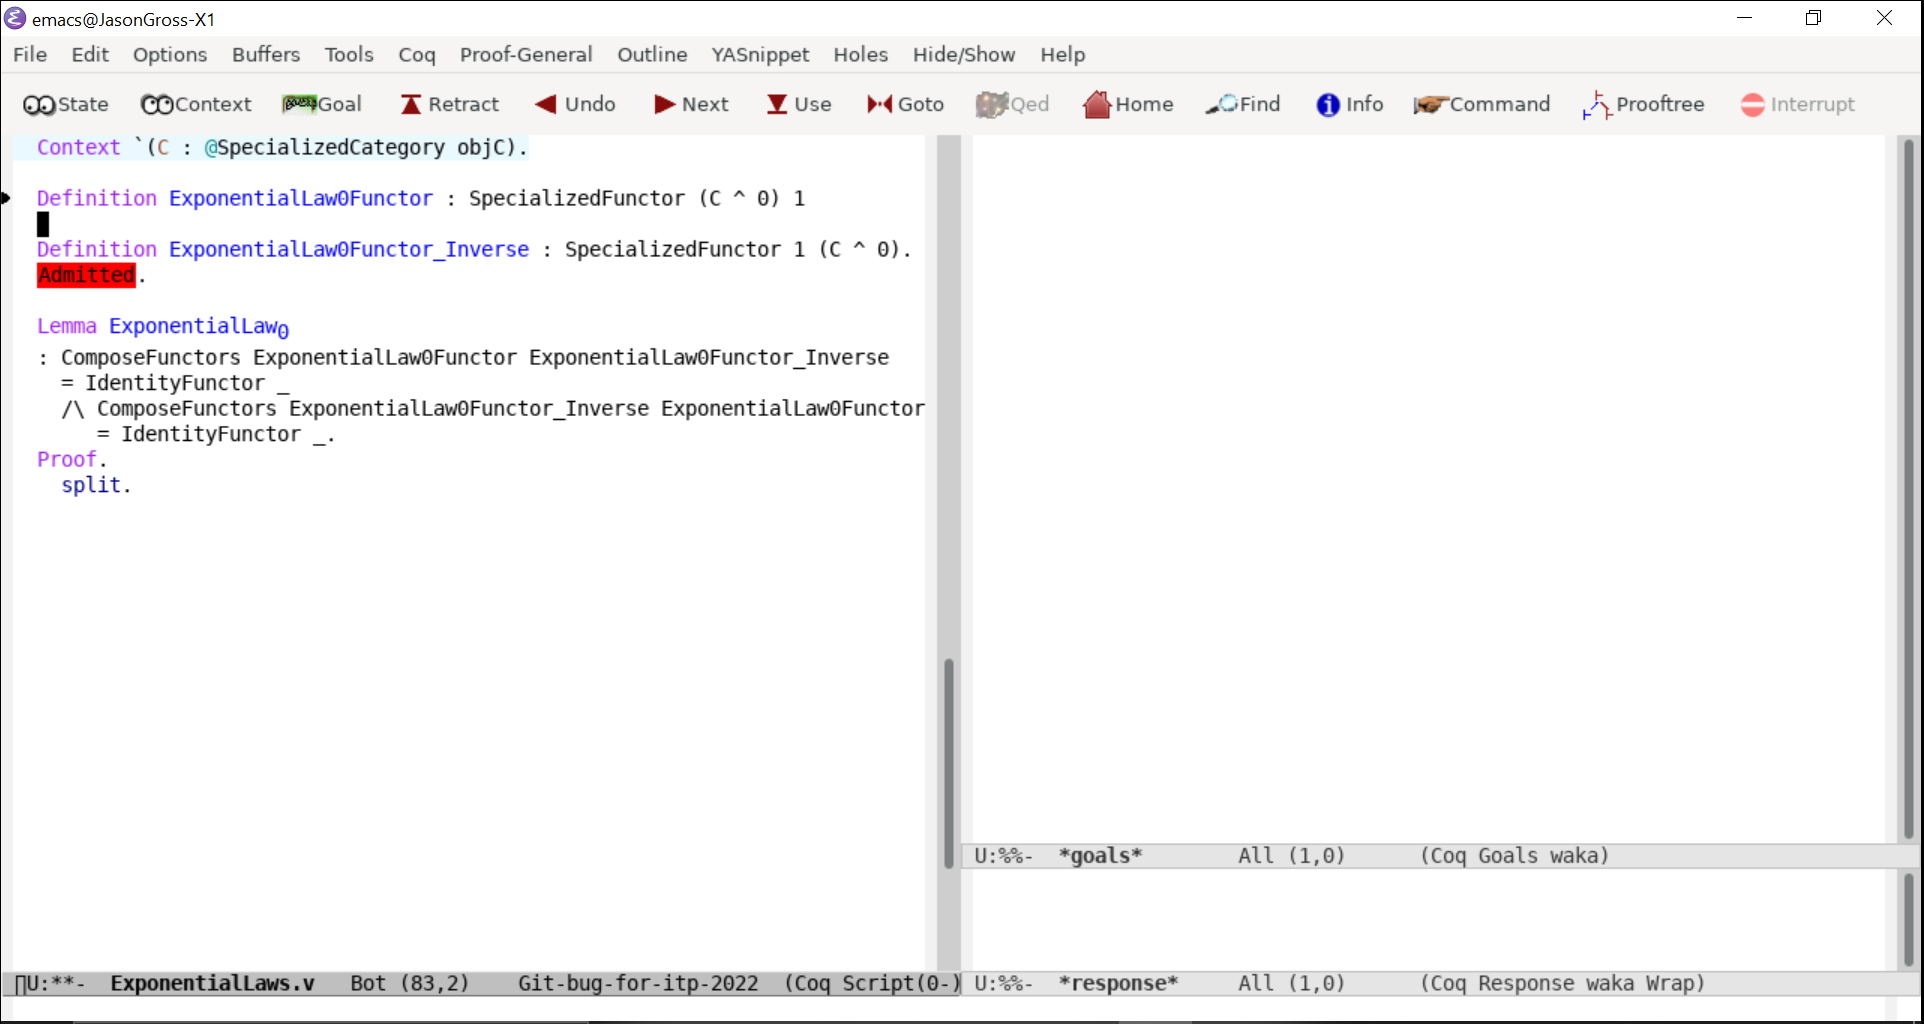 emacs@JasonGross-X1
File Edit Options Buffers Tools Coq Proof-General Outline YASnippet Holes Hide/Show Help
State Context Goal Retract Undo Next Use Goto Qed Home Find Info Command Prooftree Interrupt
Context `(C : @SpecializedCategory objC).
Definition ExponentialLaw0Functor : SpecializedFunctor (C ^ 0) 1
Definition ExponentialLaw0Functor_Inverse : SpecializedFunctor 1 (C ^ 0).
Admitted.
Lemma ExponentialLaw₀
: ComposeFunctors ExponentialLaw0Functor ExponentialLaw0Functor_Inverse
= IdentityFunctor _
/\ ComposeFunctors ExponentialLaw0Functor_Inverse ExponentialLaw0Functor
= IdentityFunctor _.
Proof.
split.
U:%%- *goals* All (1,0) (Coq Goals waka)
U:**- ExponentialLaws.v Bot (83,2) Git-bug-for-itp-2022 (Coq Script(0-)
U:%%- *response* All (1,0) (Coq Response waka Wrap)